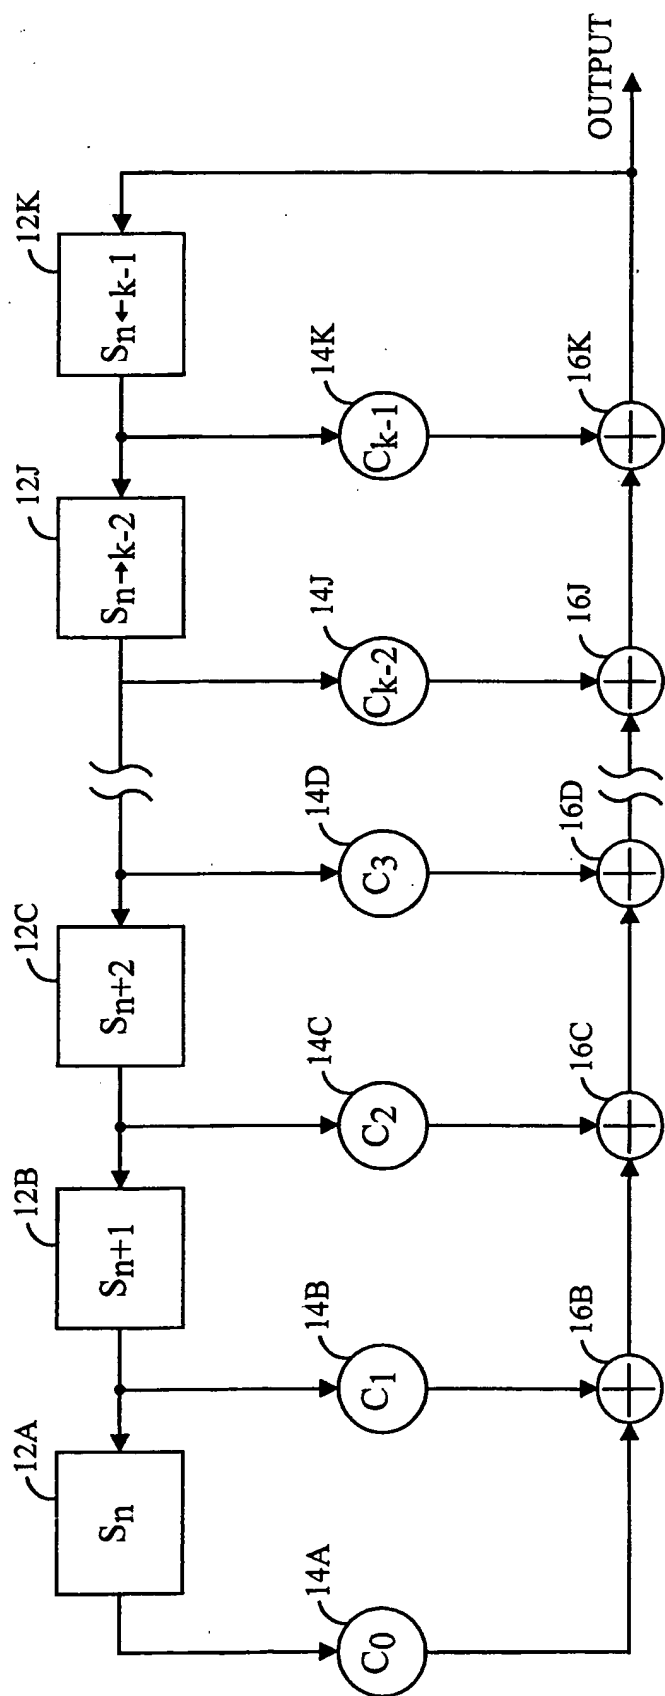 12A
12B
12C
12J
12K
Sₙ
Sₙ₊₁
Sₙ₊₂
Sn→k-2
Sn←k-1
14A
14B
14C
14D
14J
14K
C₀
C₁
C₂
C₃
Cₖ₋₂
Cₖ₋₁
16B
16C
16D
16J
16K
OUTPUT